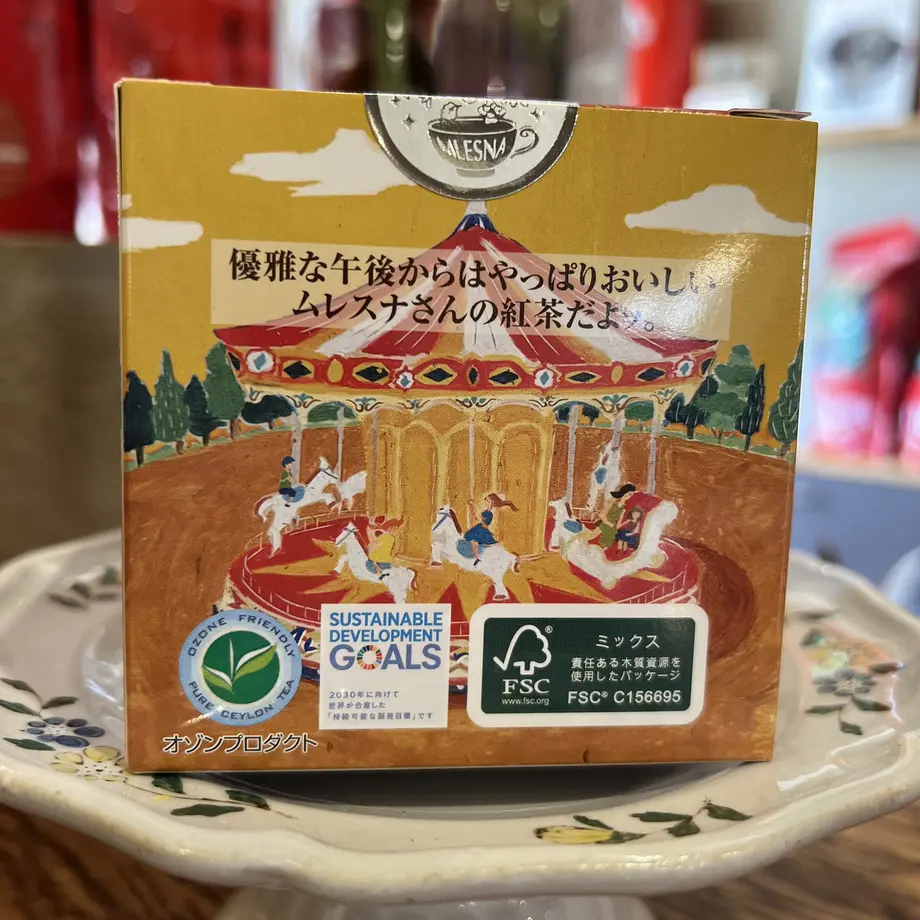 MLESNA
優雅な午後からはやっぱりおいしい
ムレスナさんの紅茶だよッ。
OZONE FRIENDLY
PURE CEYLON TEA
オゾンプロダクト
SUSTAINABLE
DEVELOPMENT
GOALS
2030年に向けて
世界が合意した
「持続可能な開発目標」です
FSC®
www.fsc.org
ミックス
責任ある木質資源を
使用したパッケージ
FSC® C156695